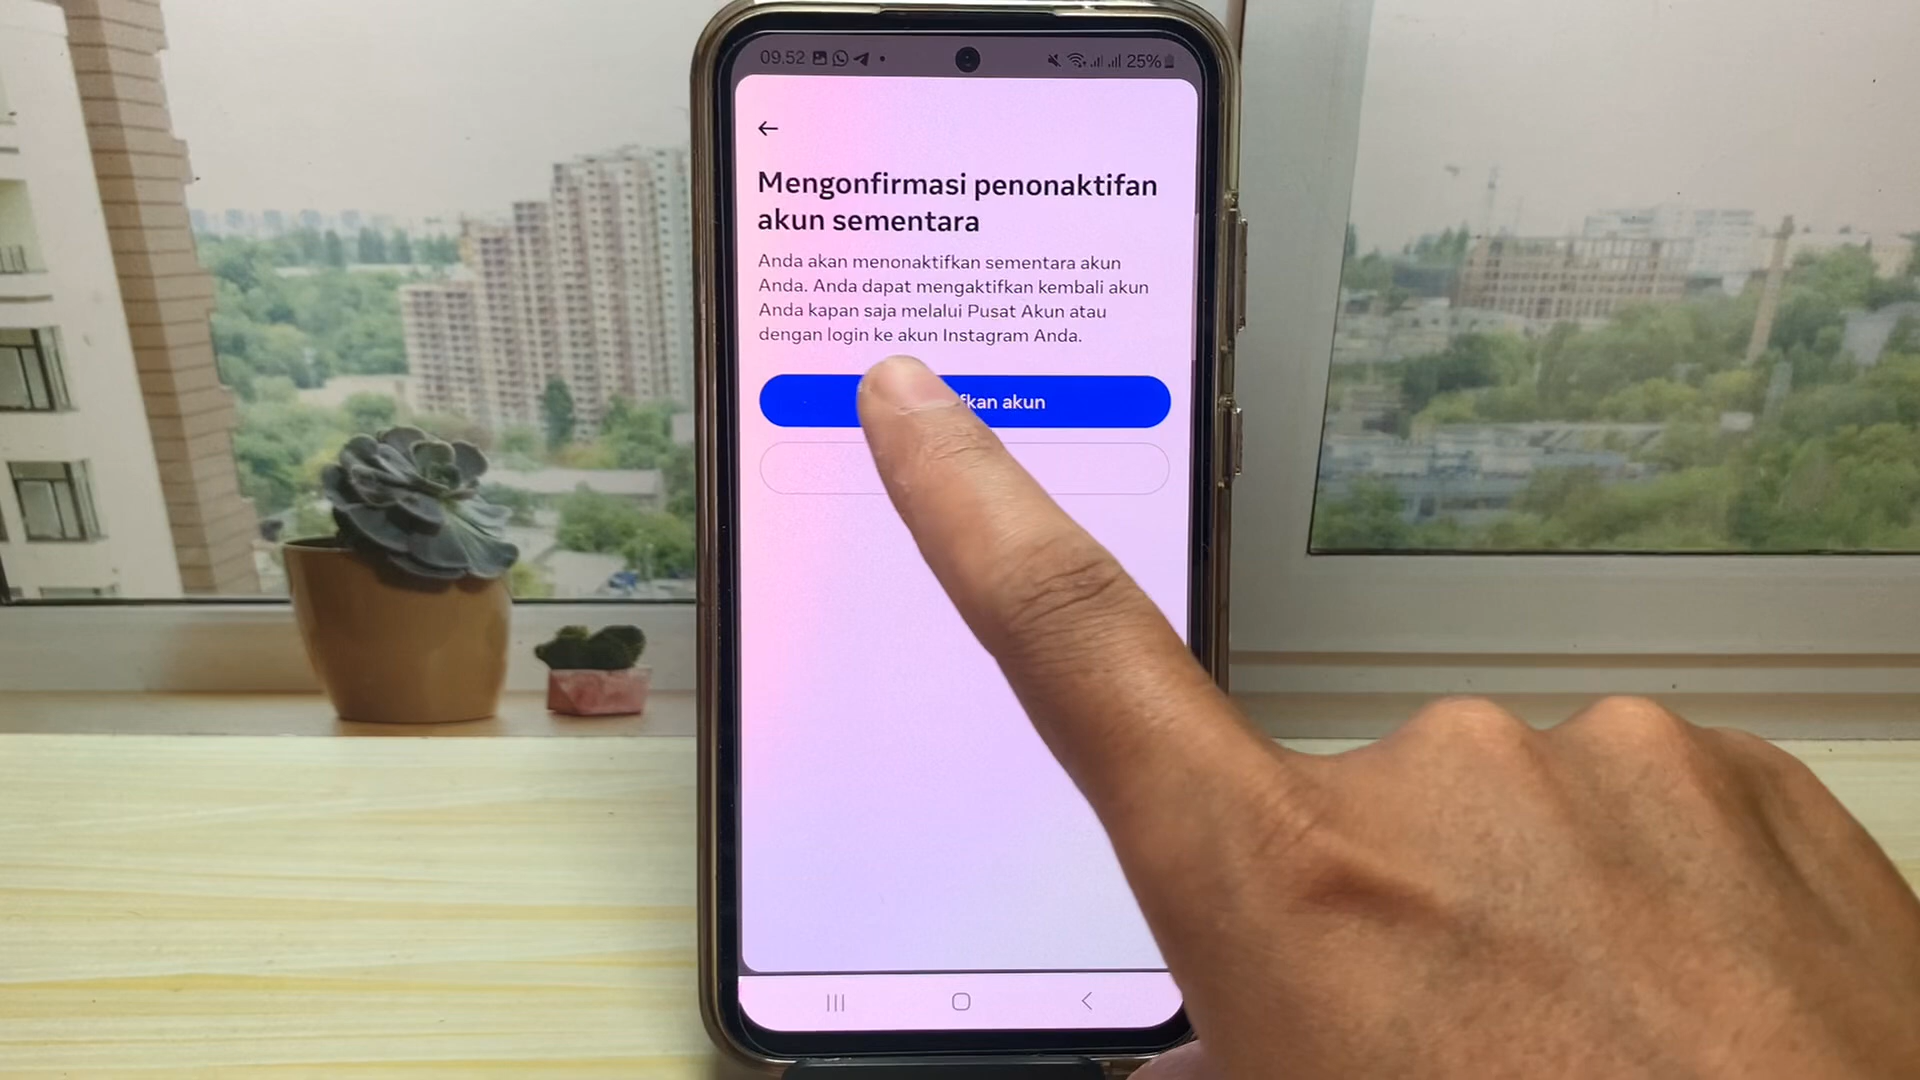 09.52 25%
Mengonfirmasi penonaktifan
akun sementara
Anda akan menonaktifkan sementara akun
Anda. Anda dapat mengaktifkan kembali akun
Anda kapan saja melalui Pusat Akun atau
dengan login ke akun Instagram Anda.
fkan akun